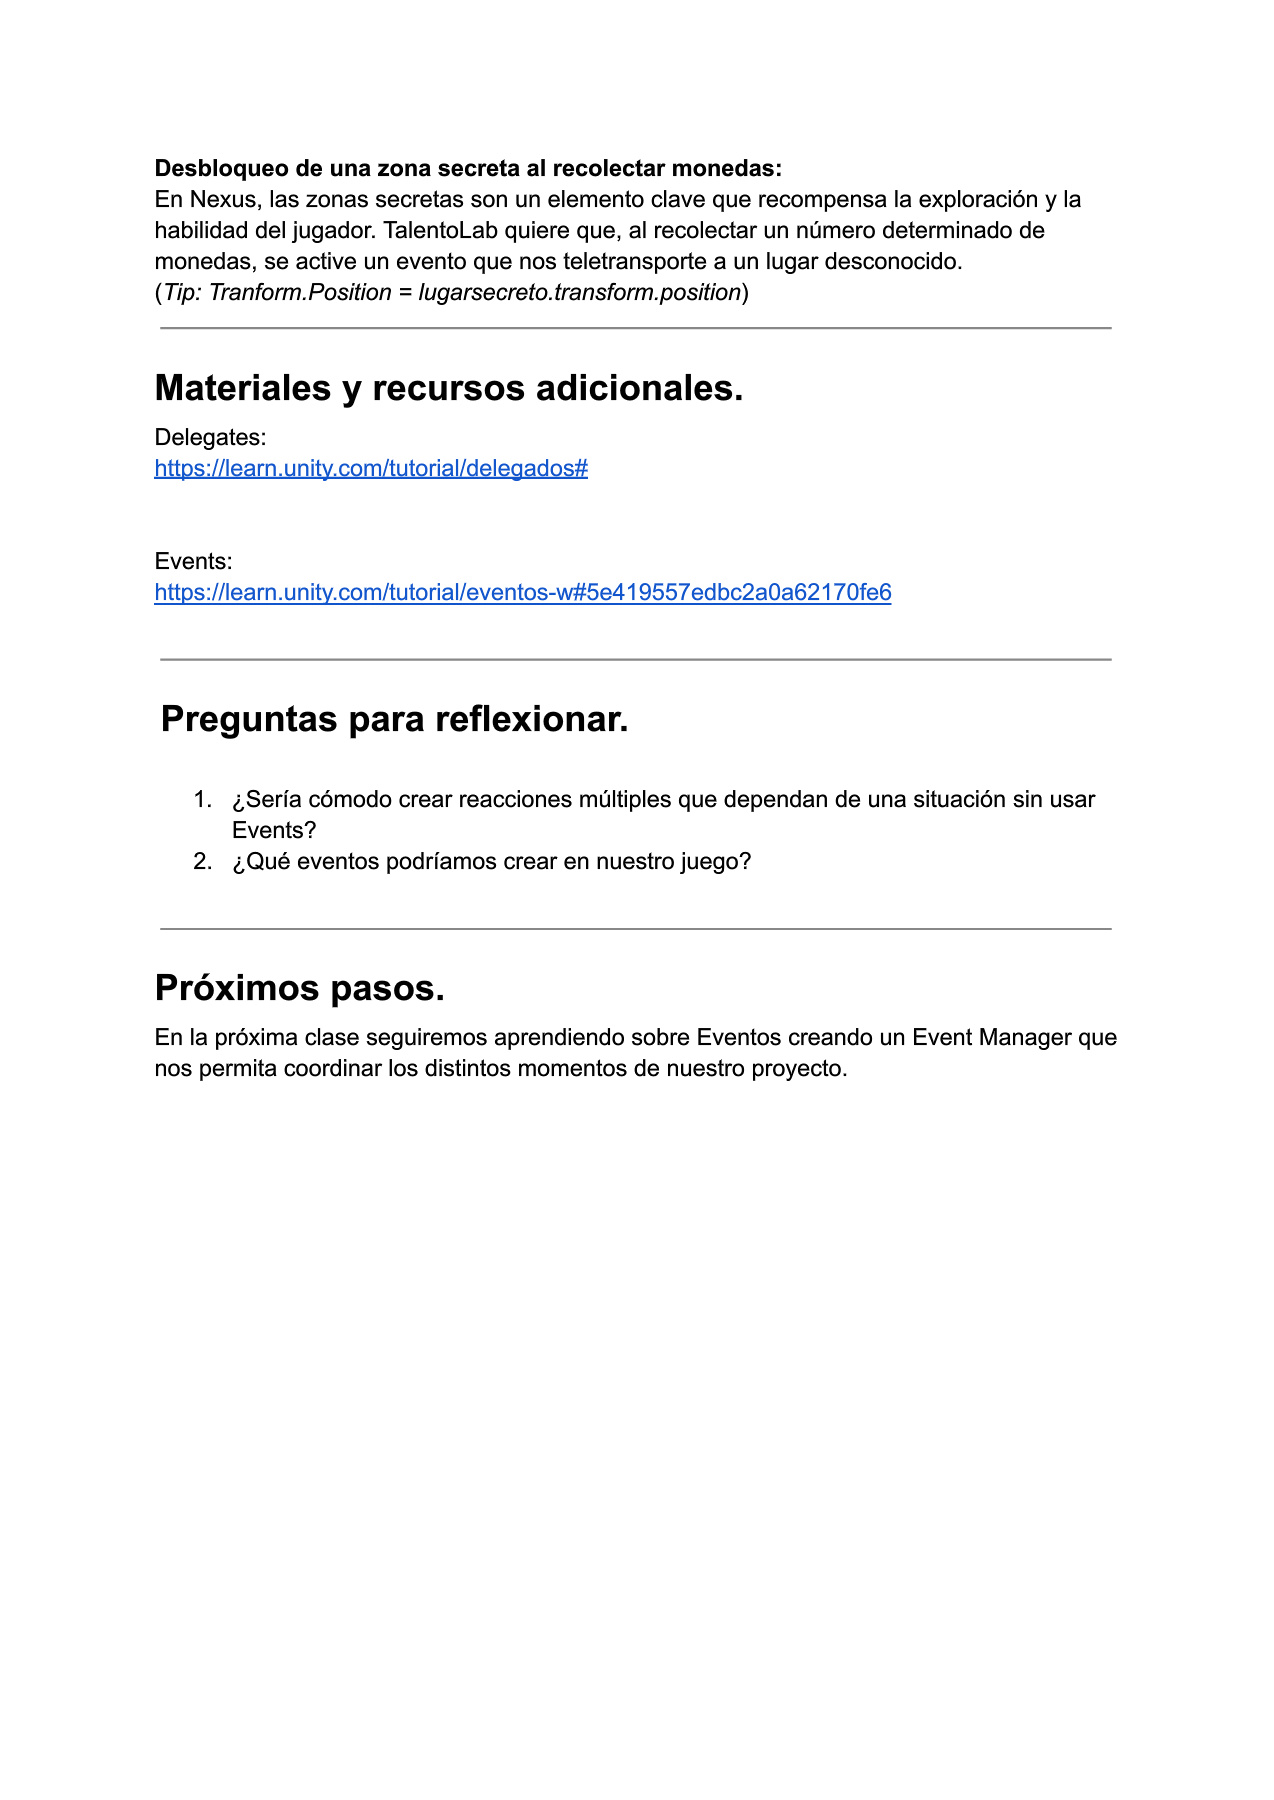 Desbloqueo de una zona secreta al recolectar monedas:
En Nexus, las zonas secretas son un elemento clave que recompensa la exploración y la
habilidad del jugador. TalentoLab quiere que, al recolectar un número determinado de
monedas, se active un evento que nos teletransporte a un lugar desconocido.
(Tip: Tranform.Position = lugarsecreto.transform.position)
Materiales y recursos adicionales.
Delegates:
https://learn.unity.com/tutorial/delegados#
Events:
https://learn.unity.com/tutorial/eventos-w#5e419557edbc2a0a62170fe6
Preguntas para reflexionar.
1. ¿Sería cómodo crear reacciones múltiples que dependan de una situación sin usar
Events?
2. ¿Qué eventos podríamos crear en nuestro juego?
Próximos pasos.
En la próxima clase seguiremos aprendiendo sobre Eventos creando un Event Manager que
nos permita coordinar los distintos momentos de nuestro proyecto.